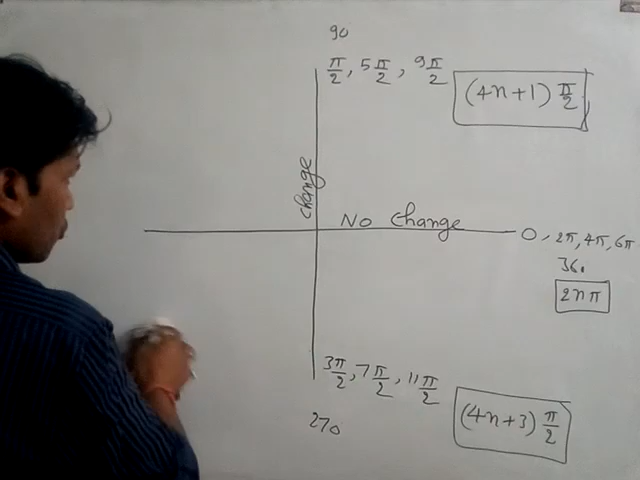 90
π/2, 5π/2, 9π/2
(4n+1) π/2
change
No change
0, 2π, 4π, 6π
36.
2nπ
3π/2, 7π/2, 11π/2
(4n+3) π/2
270